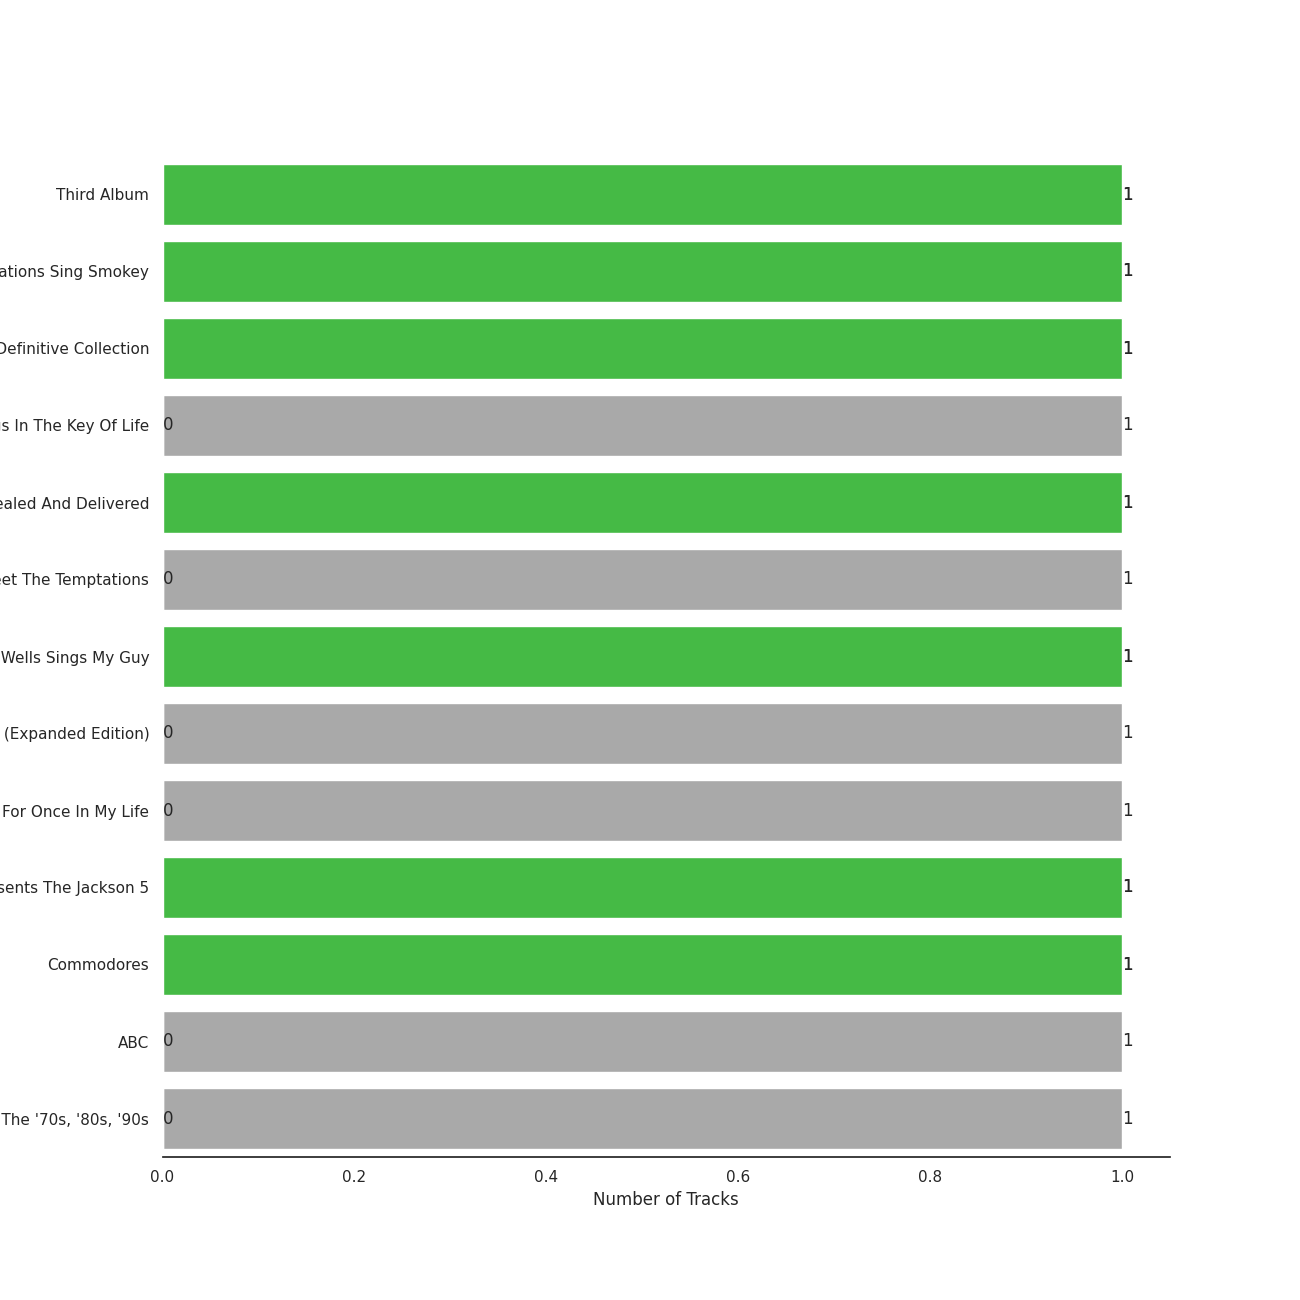 Third Album 1
ations Sing Smokey 1
Definitive Collection 1
s In The Key Of Life 0 1
ealed And Delivered 1
et The Temptations 0 1
Wells Sings My Guy 1
(Expanded Edition) 0 1
For Once In My Life 0 1
sents The Jackson 5 1
Commodores 1
ABC 0 1
The '70s, '80s, '90s 0 1
0.0 0.2 0.4 0.6 0.8 1.0
Number of Tracks